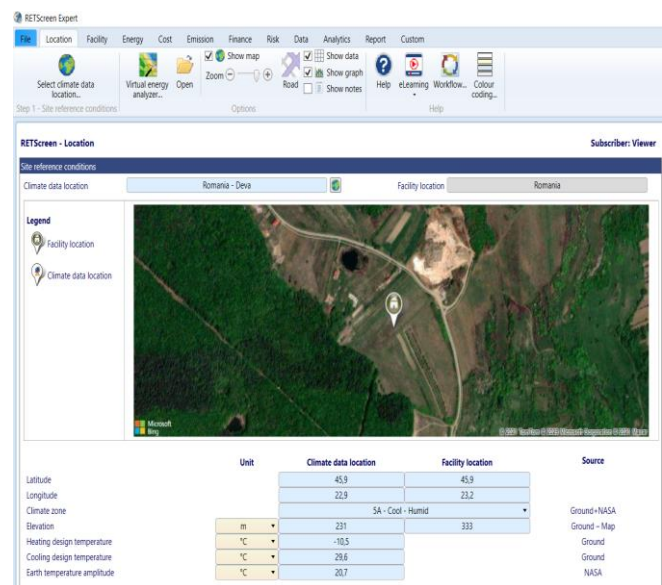 RETScreen Expert
File Location Facility Energy Cost Emission Finance Risk Data Analytics Report Custom
Select climate data location...
Virtual energy analyzer...
Open
Show map
Zoom
Road
Show data
Show graph
Show notes
Help
eLearning
Workflow...
Colour coding...
Step 1 - Site reference conditions
Options
Help
RETScreen - Location Subscriber: Viewer
Site reference conditions
Climate data location Romania - Deva Facility location Romania
Legend
Facility location
Climate data location
Microsoft Bing
Unit Climate data location Facility location Source
Latitude 45,9 45,9
Longitude 22,9 23,2
Climate zone 5A - Cool - Humid Ground+NASA
Elevation m 231 333 Ground – Map
Heating design temperature °C -10,5 Ground
Cooling design temperature °C 29,6 Ground
Earth temperature amplitude °C 20,7 NASA